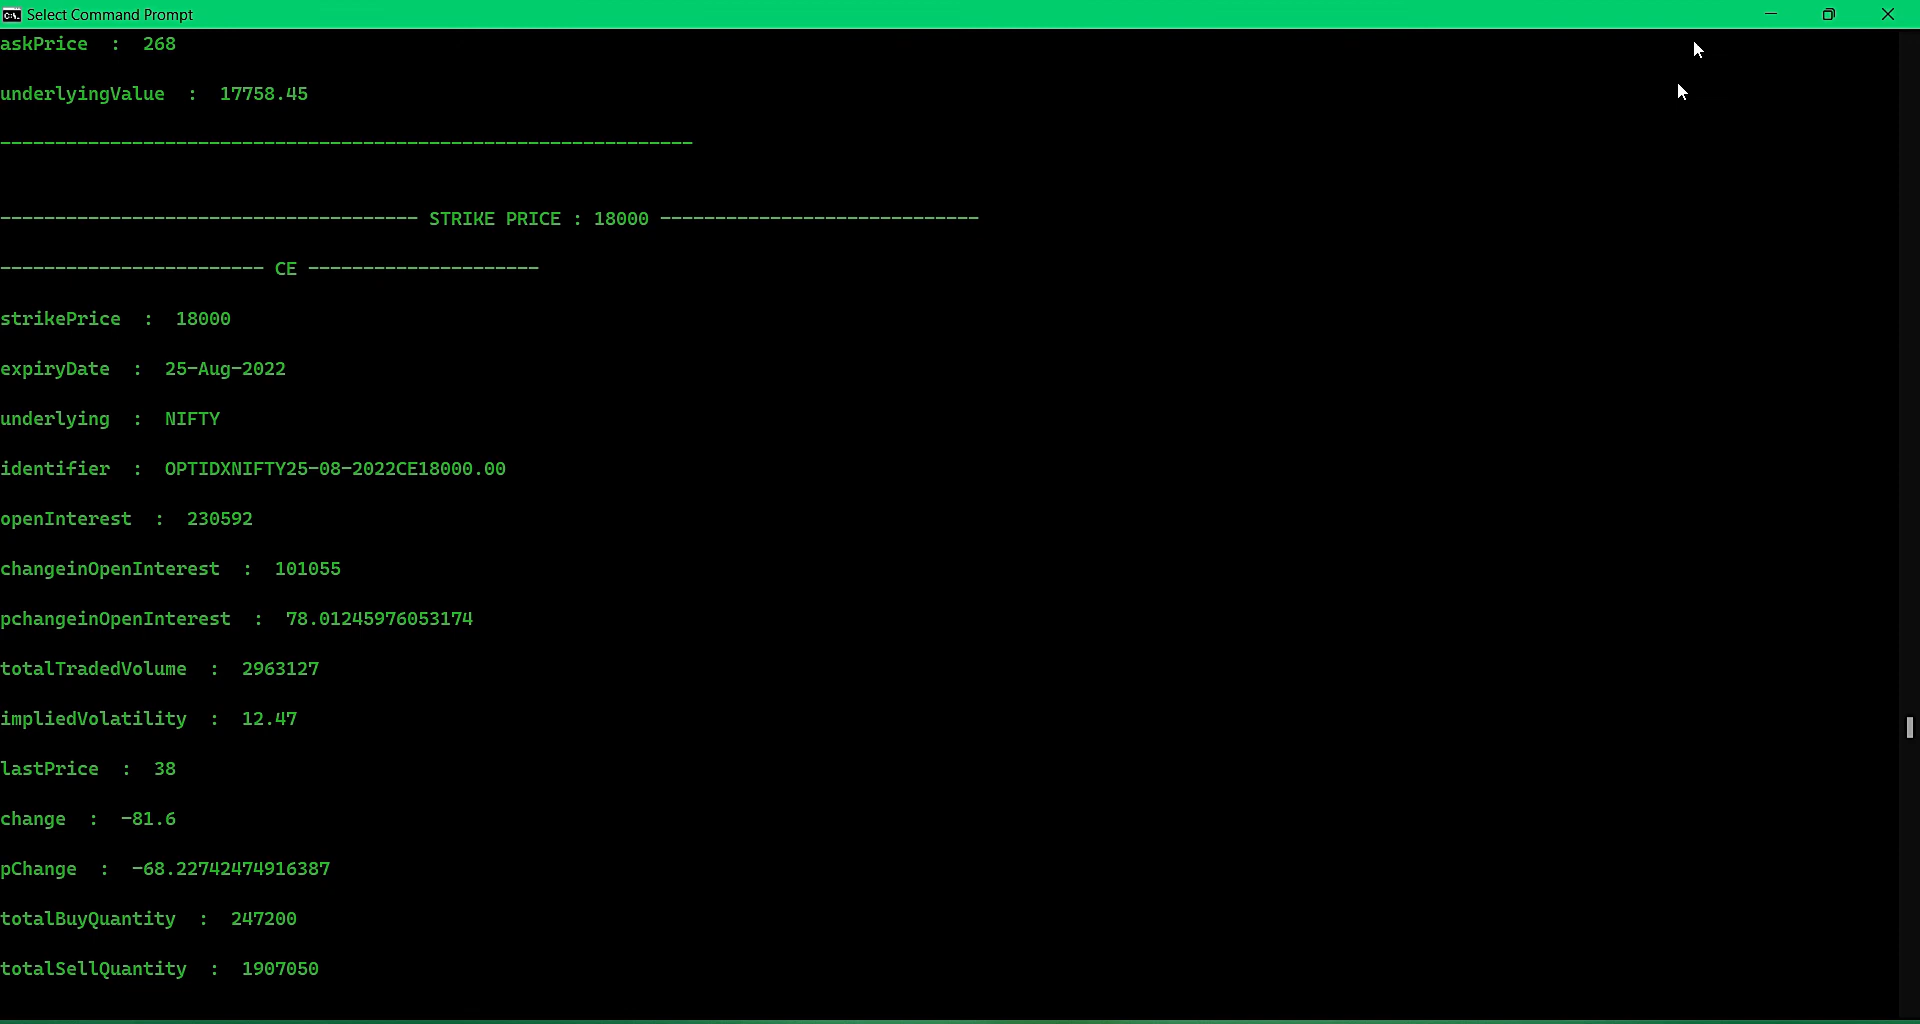 Select Command Prompt
askPrice : 268
underlyingValue : 17758.45
---------------------------------------------------------------
-------------------------------------- STRIKE PRICE : 18000 -----------------------------
------------------------ CE ---------------------
strikePrice : 18000
expiryDate : 25-Aug-2022
underlying : NIFTY
identifier : OPTIDXNIFTY25-08-2022CE18000.00
openInterest : 230592
changeinOpenInterest : 101055
pchangeinOpenInterest : 78.01245976053174
totalTradedVolume : 2963127
impliedVolatility : 12.47
lastPrice : 38
change : -81.6
pChange : -68.22742474916387
totalBuyQuantity : 247200
totalSellQuantity : 1907050